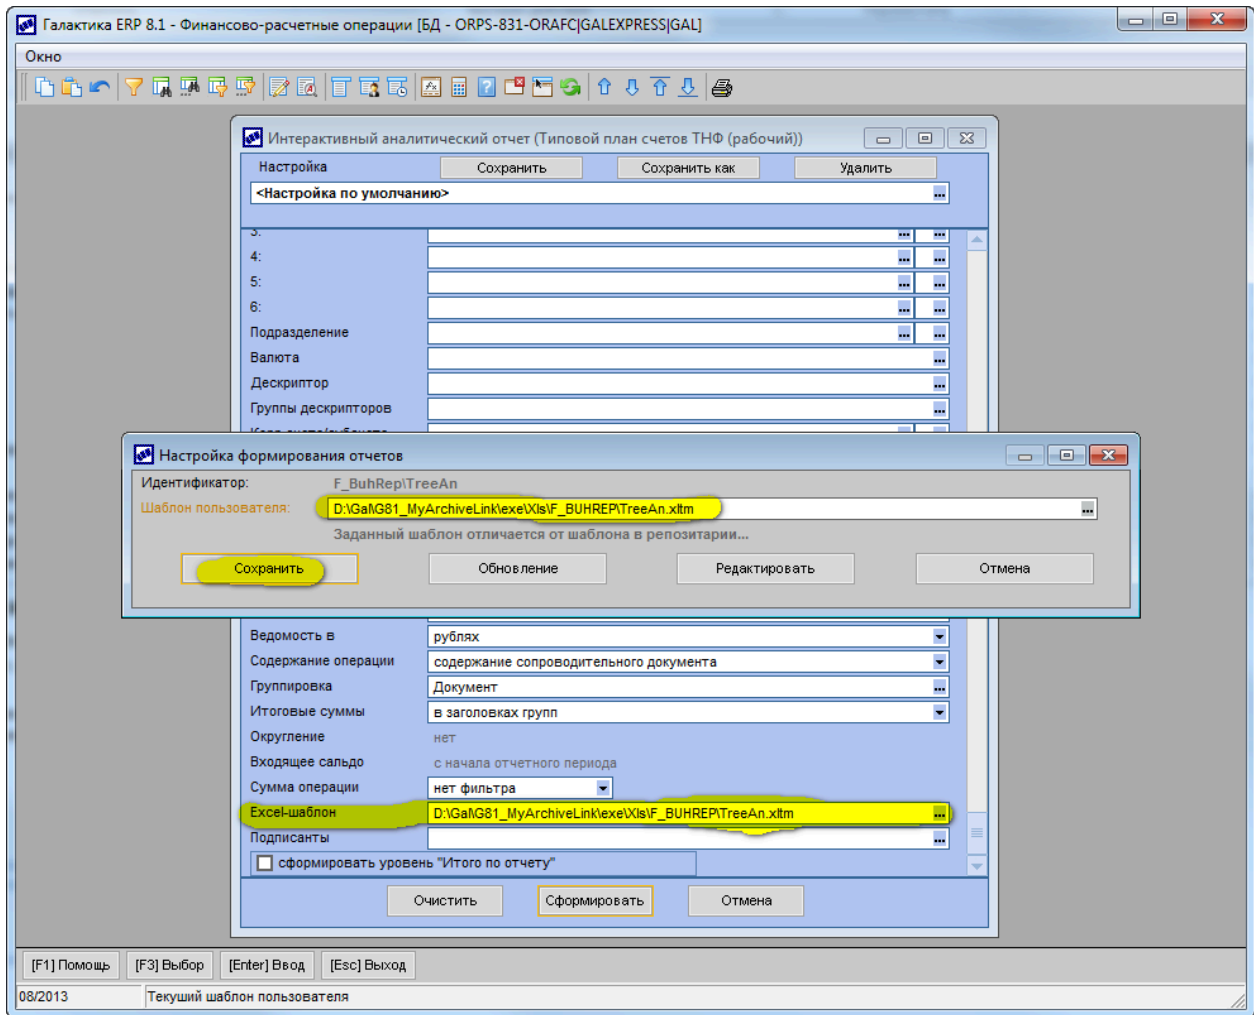 Галактика ERP 8.1 - Финансово-расчетные операции [БД - ORPS-831-ORAFC|GALEXPRESS|GAL]
Окно
Интерактивный аналитический отчет (Типовой план счетов ТНФ (рабочий))
Настройка Сохранить Сохранить как Удалить
<Настройка по умолчанию>
3:
4:
5:
6:
Подразделение
Валюта
Дескриптор
Группы дескрипторов
Настройка формирования отчетов
Идентификатор: F_BuhRep\TreeAn
Шаблон пользователя: D:\Gal\G81_MyArchiveLink\exe\Xls\F_BUHREP\TreeAn.xltm
Заданный шаблон отличается от шаблона в репозитарии...
Сохранить Обновление Редактировать Отмена
Ведомость в рублях
Содержание операции содержание сопроводительного документа
Группировка Документ
Итоговые суммы в заголовках групп
Округление нет
Входящее сальдо с начала отчетного периода
Сумма операции нет фильтра
Excel-шаблон D:\Gal\G81_MyArchiveLink\exe\Xls\F_BUHREP\TreeAn.xltm
Подписанты
сформировать уровень "Итого по отчету"
Очистить Сформировать Отмена
[F1] Помощь [F3] Выбор [Enter] Ввод [Esc] Выход
08/2013 Текущий шаблон пользователя